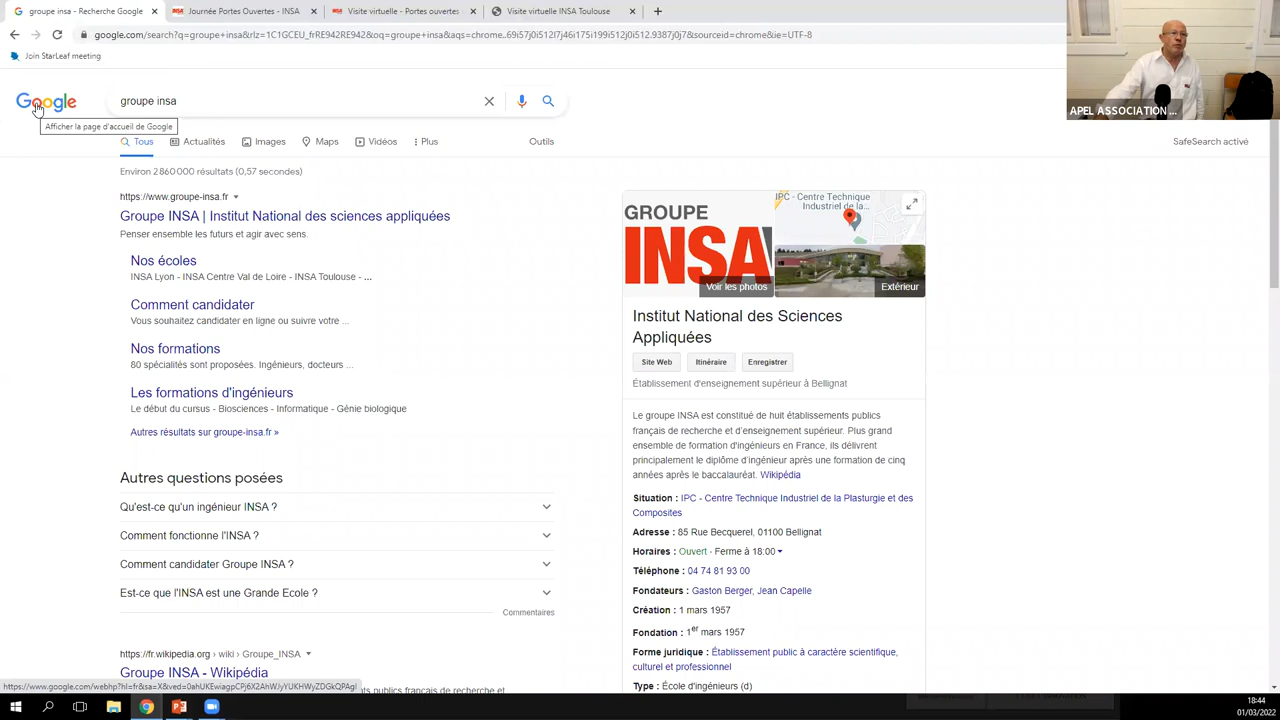 groupe insa - Recherche Google
Journée Portes Ouvertes - INSA
Visite virtuelle - Portes ouvertes
Visite virtuelle INSA Toulouse
google.com/search?q=groupe+insa&rlz=1C1GCEU_frRE942RE942&oq=groupe+insa&aqs=chrome..69i57j0i512l7j46i175i199i512j0i512.9387j0j7&sourceid=chrome&ie=UTF-8
Join StarLeaf meeting
Google
groupe insa
APEL ASSOCIATION ...
Afficher la page d'accueil de Google
Tous
Actualités
Images
Maps
Vidéos
Plus
Outils
SafeSearch activé
Environ 2 860 000 résultats (0,57 secondes)
https://www.groupe-insa.fr
Groupe INSA | Institut National des sciences appliquées
Penser ensemble les futurs et agir avec sens.
Nos écoles
INSA Lyon - INSA Centre Val de Loire - INSA Toulouse - ...
Comment candidater
Vous souhaitez candidater en ligne ou suivre votre ...
Nos formations
80 spécialités sont proposées. Ingénieurs, docteurs ...
Les formations d'ingénieurs
Le début du cursus - Biosciences - Informatique - Génie biologique
Autres résultats sur groupe-insa.fr »
Autres questions posées
Qu'est-ce qu'un ingénieur INSA ?
Comment fonctionne l'INSA ?
Comment candidater Groupe INSA ?
Est-ce que l'INSA est une Grande Ecole ?
Commentaires
https://fr.wikipedia.org › wiki › Groupe_INSA
Groupe INSA - Wikipédia
ts publics français de recherche et
GROUPE
INSA
Voir les photos
IPC - Centre Technique
Industriel de la...
Extérieur
Institut National des Sciences
Appliquées
Site Web
Itinéraire
Enregistrer
Établissement d'enseignement supérieur à Bellignat
Le groupe INSA est constitué de huit établissements publics
français de recherche et d'enseignement supérieur. Plus grand
ensemble de formation d'ingénieurs en France, ils délivrent
principalement le diplôme d'ingénieur après une formation de cinq
années après le baccalauréat. Wikipédia
Situation : IPC - Centre Technique Industriel de la Plasturgie et des
Composites
Adresse : 85 Rue Becquerel, 01100 Bellignat
Horaires : Ouvert · Ferme à 18:00
Téléphone : 04 74 81 93 00
Fondateurs : Gaston Berger, Jean Capelle
Création : 1 mars 1957
Fondation : 1er mars 1957
Forme juridique : Établissement public à caractère scientifique,
culturel et professionnel
Type : École d'ingénieurs (d)
18:44
01/03/2022